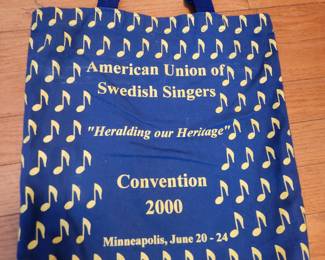 American Union of
Swedish Singers
"Heralding our Heritage"
Convention
2000
Minneapolis, June 20 - 24